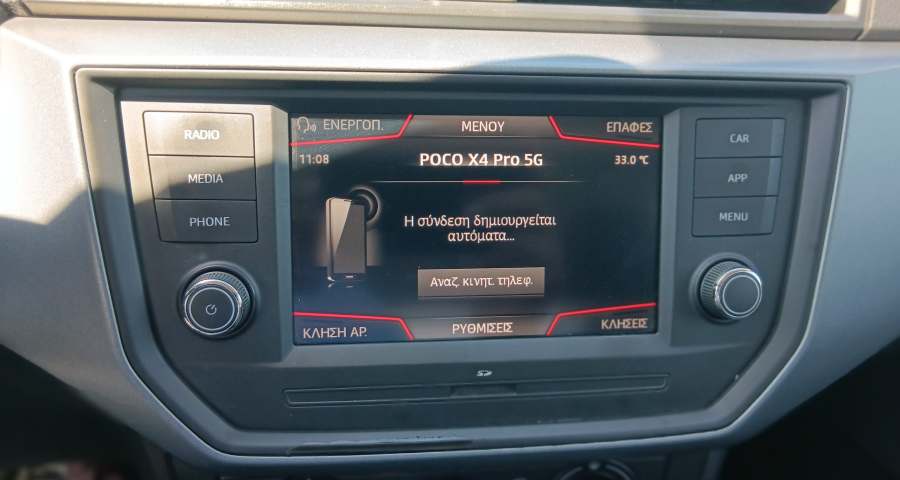 RADIO
MEDIA
PHONE
ΕΝΕΡΓΟΠ.
ΜΕΝΟΥ
ΕΠΑΦΕΣ
11:08
POCO X4 Pro 5G
33.0 °C
Η σύνδεση δημιουργείται
αυτόματα...
Αναζ. κινητ. τηλεφ.
ΚΛΗΣΗ ΑΡ.
ΡΥΘΜΙΣΕΙΣ
ΚΛΗΣΕΙΣ
CAR
APP
MENU
SD